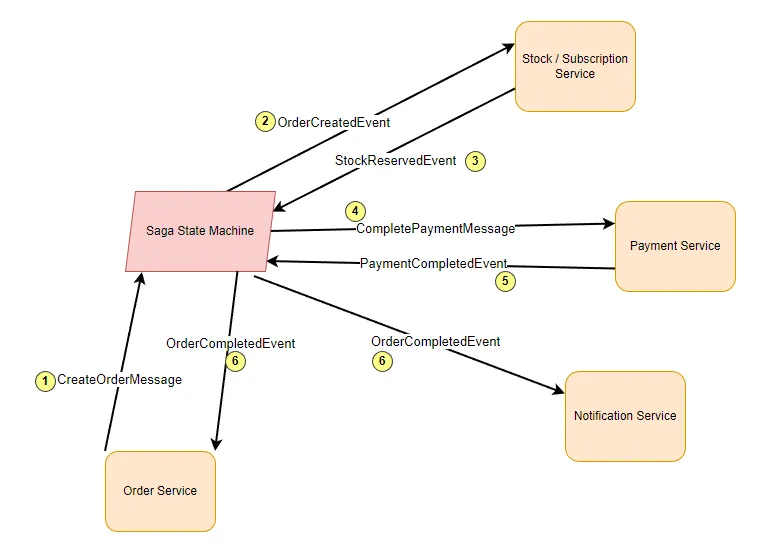 Stock / Subscription
Service
2
OrderCreatedEvent
StockReservedEvent
3
4
Saga State Machine
CompletePaymentMessage
Payment Service
PaymentCompletedEvent
5
OrderCompletedEvent
6
OrderCompletedEvent
6
1
CreateOrderMessage
Notification Service
Order Service